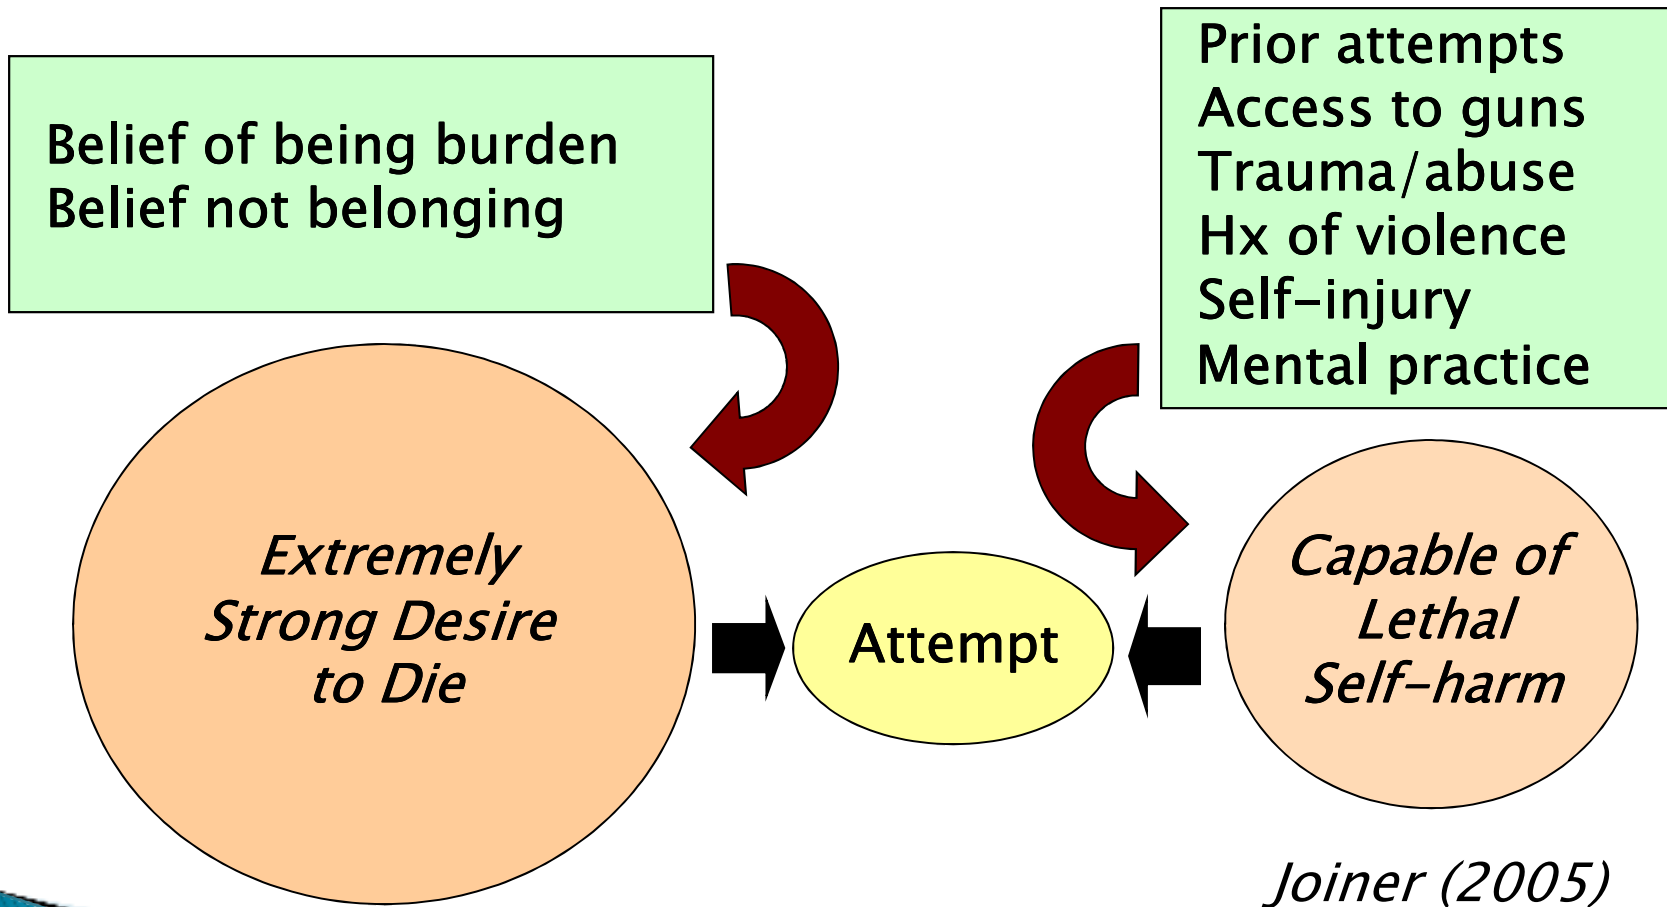 Belief of being burden
Belief not belonging
Prior attempts
Access to guns
Trauma/abuse
Hx of violence
Self-injury
Mental practice
Extremely
Strong Desire
to Die
Attempt
Capable of
Lethal
Self-harm
Joiner (2005)